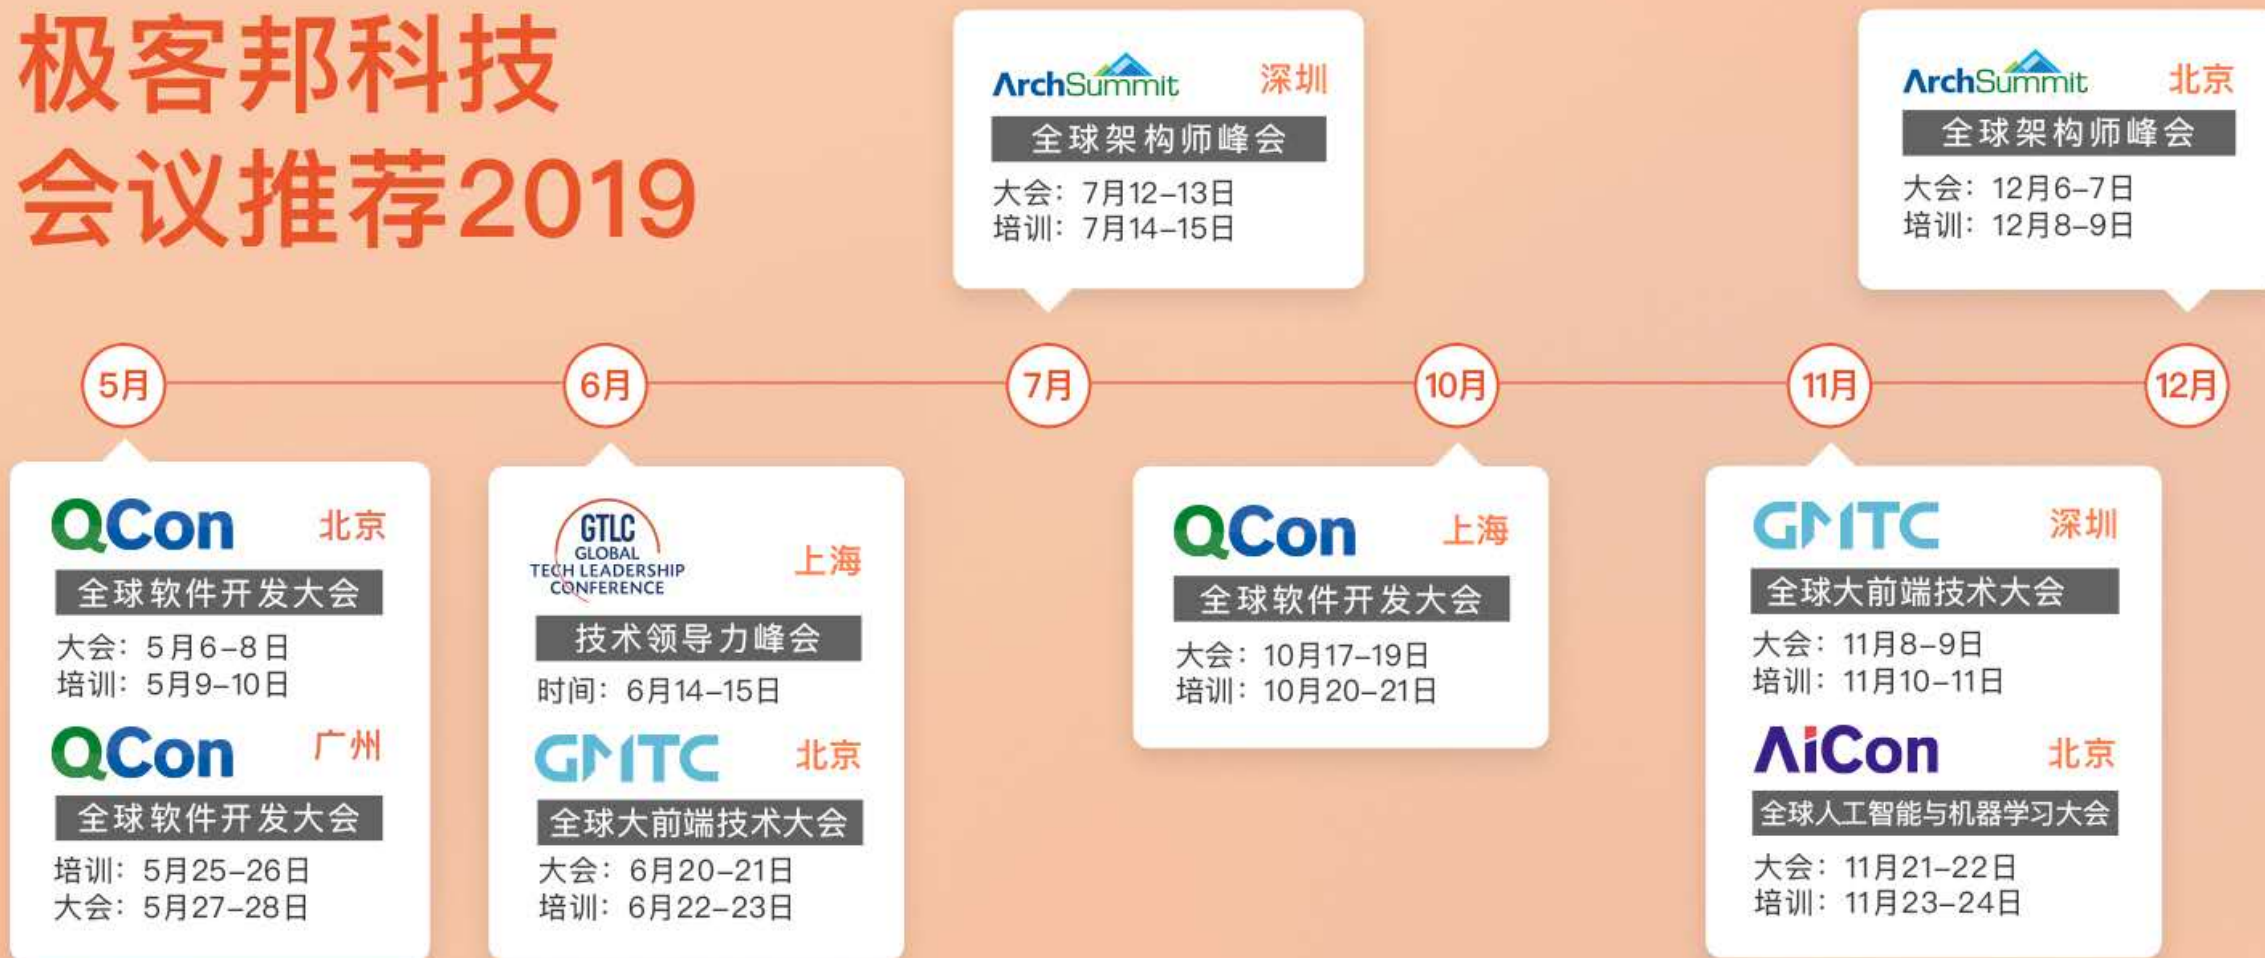 极客邦科技
会议推荐2019
ArchSummit 深圳
全球架构师峰会
大会：7月12-13日
培训：7月14-15日
ArchSummit 北京
全球架构师峰会
大会：12月6-7日
培训：12月8-9日
5月 6月 7月 10月 11月 12月
QCon 北京
全球软件开发大会
大会：5月6-8日
培训：5月9-10日
QCon 广州
全球软件开发大会
培训：5月25-26日
大会：5月27-28日
GTLC
GLOBAL
TECH LEADERSHIP
CONFERENCE
上海
技术领导力峰会
时间：6月14-15日
GMTC 北京
全球大前端技术大会
大会：6月20-21日
培训：6月22-23日
QCon 上海
全球软件开发大会
大会：10月17-19日
培训：10月20-21日
GMTC 深圳
全球大前端技术大会
大会：11月8-9日
培训：11月10-11日
AiCon 北京
全球人工智能与机器学习大会
大会：11月21-22日
培训：11月23-24日